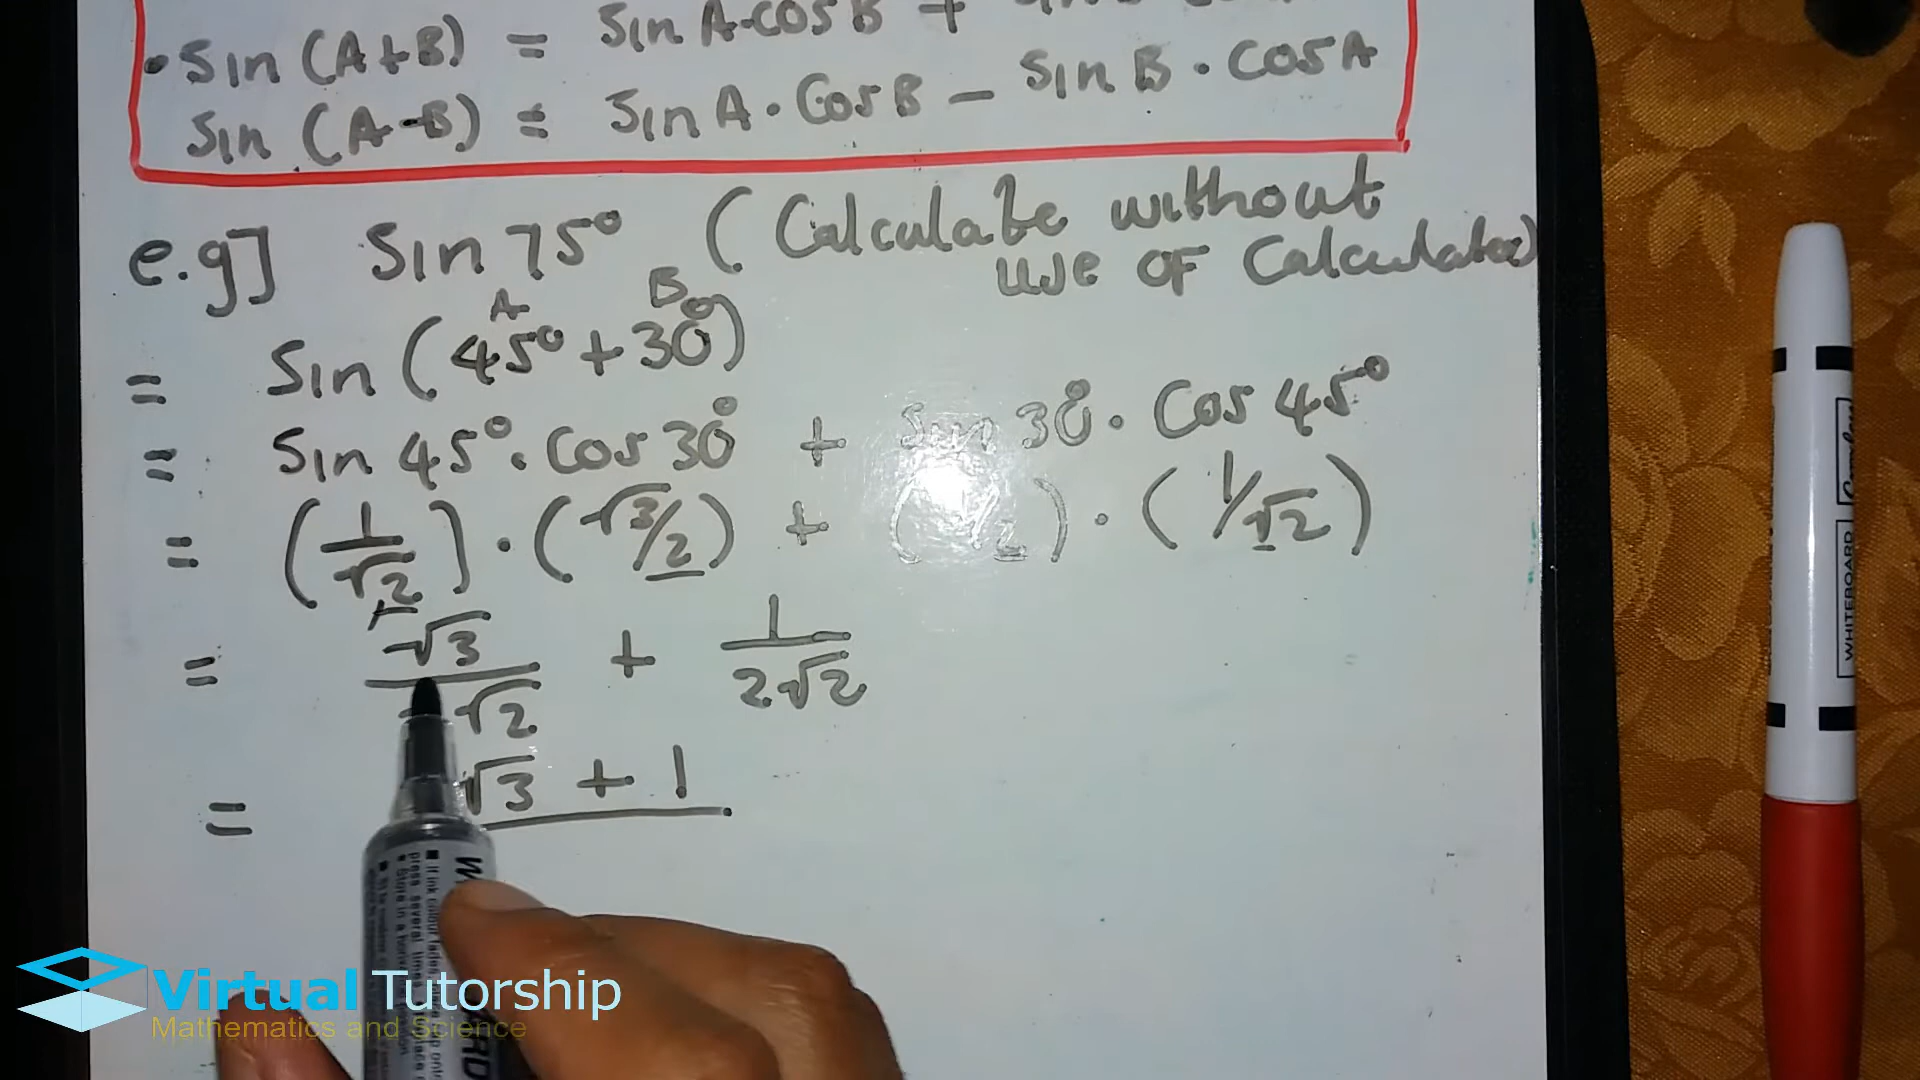 • Sin (A+B) = Sin A·Cos B +
Sin (A-B) = Sin A · Cos B - Sin B · Cos A
e.g] Sin 75° (Calculate without
use of Calculator)
A B
= Sin (45° + 30°)
= Sin 45° · Cos 30° + Sin 30° · Cos 45°
= (1/√2) · (√3/2) + (1/2) · (1/√2)
= √3/√2 + 1/2√2
= √3 + 1
Virtual Tutorship
Mathematics and Science
WHITEBOARD